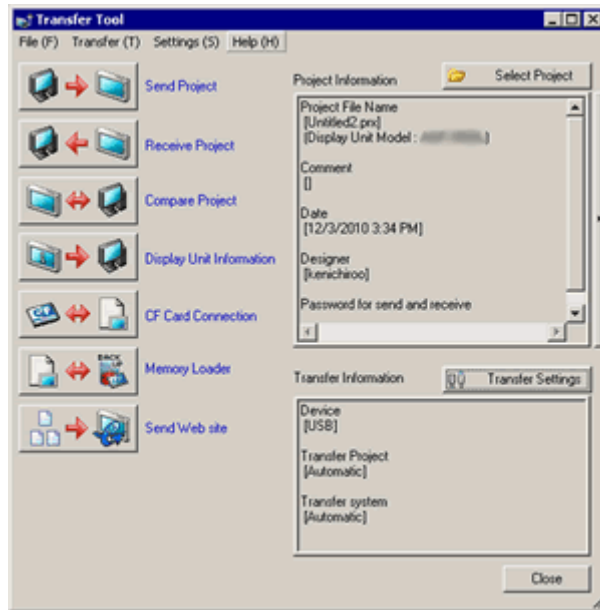 Transfer Tool
File (F) Transfer (T) Settings (S) Help (H)
Send Project
Receive Project
Compare Project
Display Unit Information
CF Card Connection
Memory Loader
Send Web site
Project Information
Select Project
Project File Name
[Untitled2.prx]
(Display Unit Model : )
Comment
[]
Date
[12/3/2010 3:34 PM]
Designer
[kenichiroo]
Password for send and receive
Transfer Information
Transfer Settings
Device
[USB]
Transfer Project
[Automatic]
Transfer system
[Automatic]
Close